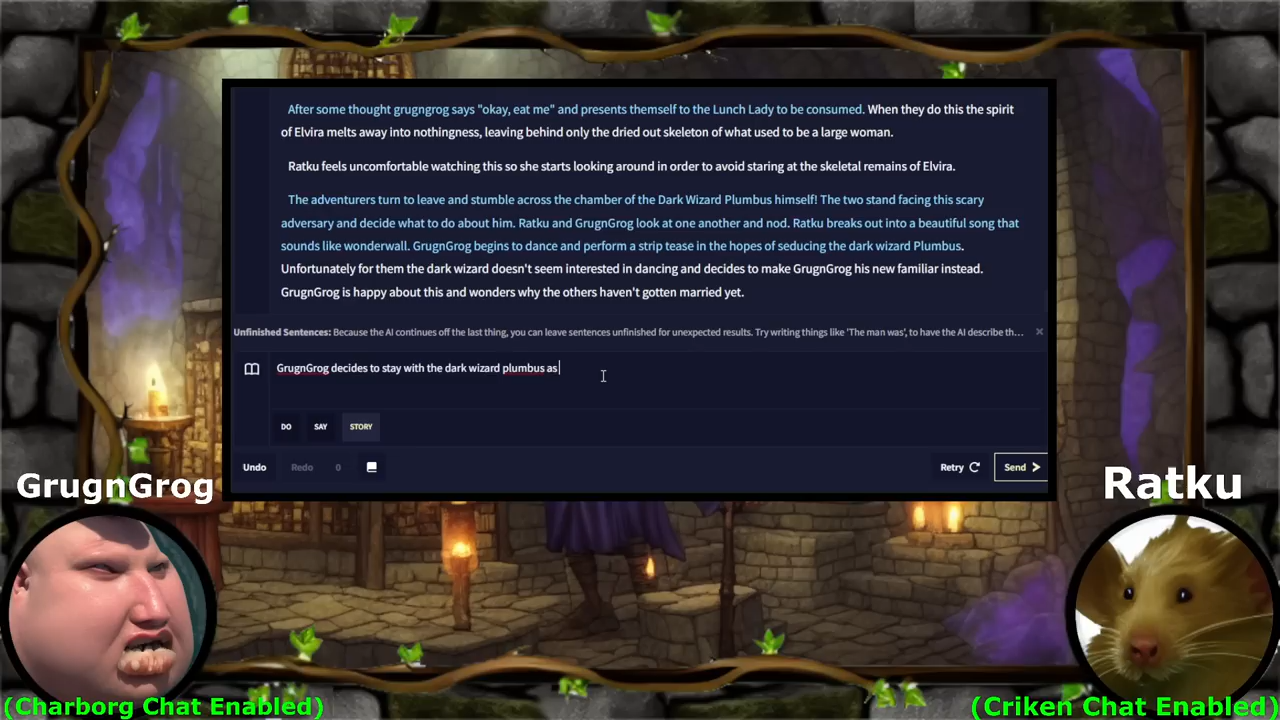 After some thought grugngrog says "okay, eat me" and presents themself to the Lunch Lady to be consumed. When they do this the spirit
of Elvira melts away into nothingness, leaving behind only the dried out skeleton of what used to be a large woman.
Ratku feels uncomfortable watching this so she starts looking around in order to avoid staring at the skeletal remains of Elvira.
The adventurers turn to leave and stumble across the chamber of the Dark Wizard Plumbus himself! The two stand facing this scary
adversary and decide what to do about him. Ratku and GrugnGrog look at one another and nod. Ratku breaks out into a beautiful song that
sounds like wonderwall. GrugnGrog begins to dance and perform a strip tease in the hopes of seducing the dark wizard Plumbus.
Unfortunately for them the dark wizard doesn't seem interested in dancing and decides to make GrugnGrog his new familiar instead.
GrugnGrog is happy about this and wonders why the others haven't gotten married yet.
Unfinished Sentences: Because the AI continues off the last thing, you can leave sentences unfinished for unexpected results. Try writing things like 'The man was', to have the AI describe th...
GrugnGrog decides to stay with the dark wizard plumbus as
DO SAY STORY
Undo Redo 0 Retry Send
GrugnGrog
Ratku
(Charborg Chat Enabled)
(Criken Chat Enabled)